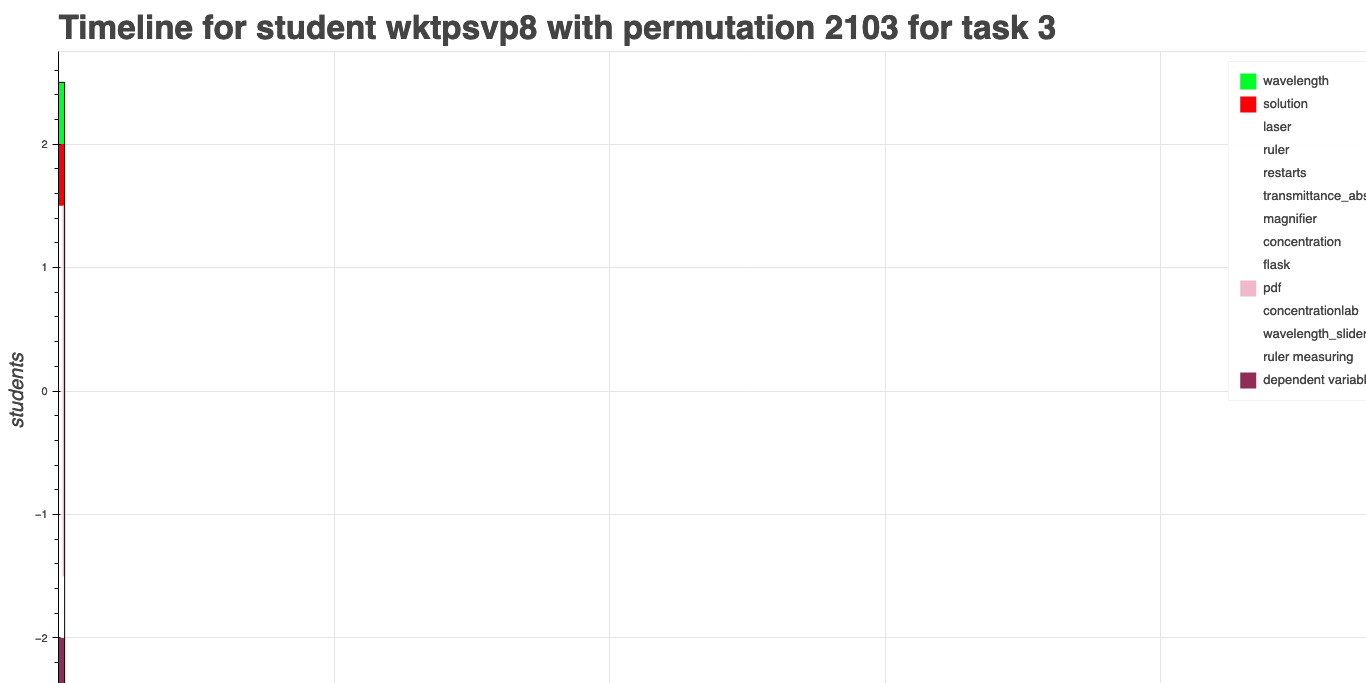 Timeline for student wktpsvp8 with permutation 2103 for task 3
wavelength
solution
laser
ruler
restarts
transmittance_abs
magnifier
concentration
flask
pdf
concentrationlab
wavelength_slider
ruler measuring
dependent variabl
students
2
1
0
−1
−2